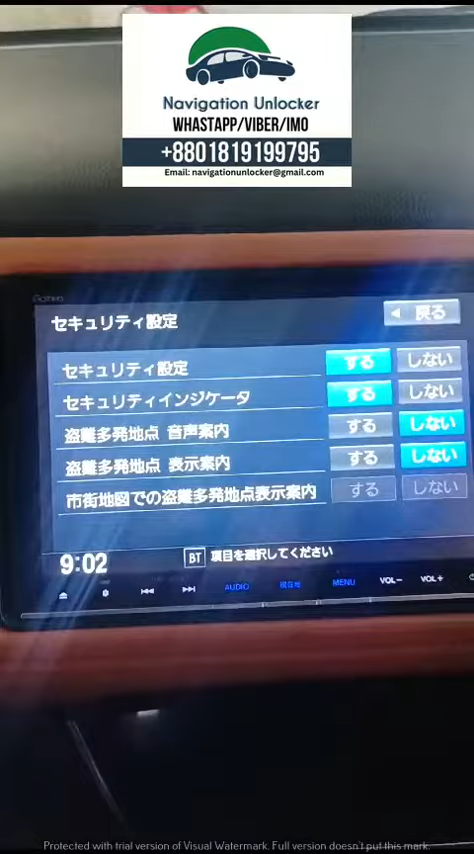 Navigation Unlocker
WHASTAPP/VIBER/IMO
+8801819199795
Email: navigationunlocker@gmail.com
Gathers
セキュリティ設定
戻る
セキュリティ設定 する しない
セキュリティインジケータ する しない
盗難多発地点 音声案内 する しない
盗難多発地点 表示案内 する しない
市街地図での盗難多発地点表示案内 する しない
9:02 BT 項目を選択してください
AUDIO 現在地 MENU VOL− VOL+
Protected with trial version of Visual Watermark. Full version doesn't put this mark.